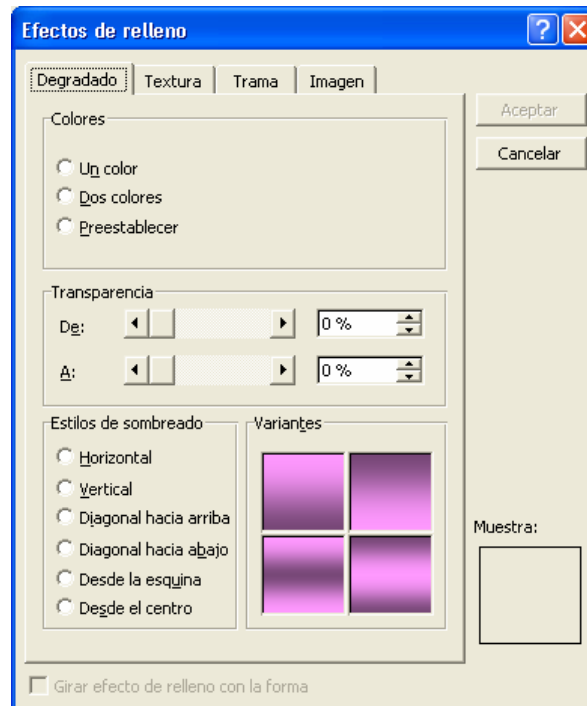 Efectos de relleno
Degradado Textura Trama Imagen
Aceptar
Cancelar
Colores
Un color
Dos colores
Preestablecer
Transparencia
De: 0 %
A: 0 %
Estilos de sombreado
Horizontal
Vertical
Diagonal hacia arriba
Diagonal hacia abajo
Desde la esquina
Desde el centro
Variantes
Muestra:
Girar efecto de relleno con la forma